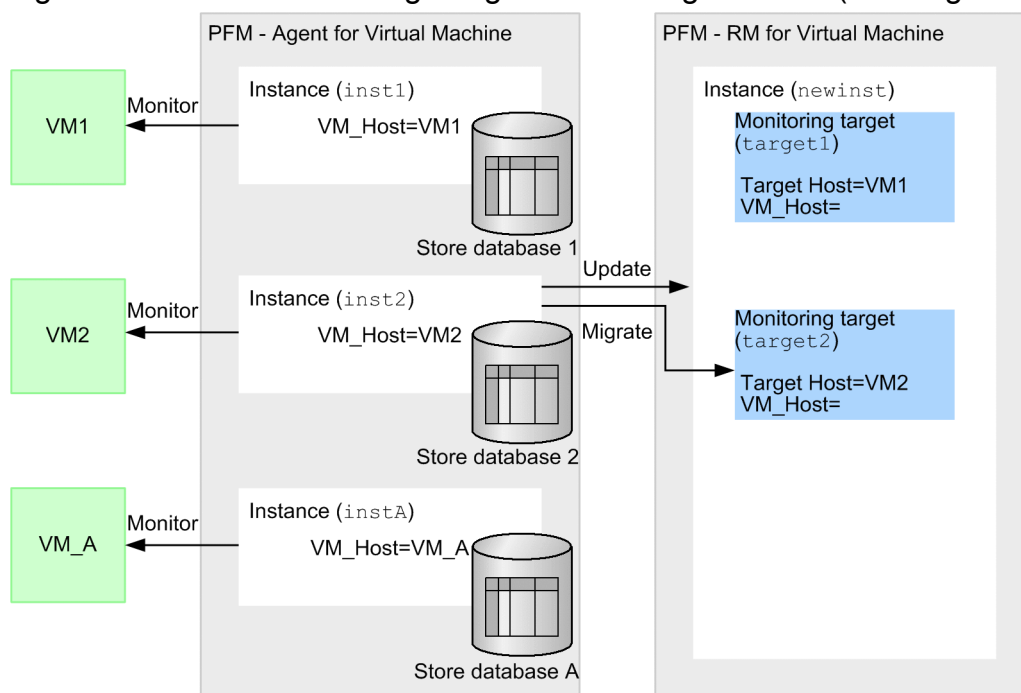 PFM - Agent for Virtual Machine
PFM - RM for Virtual Machine
VM1
Monitor
Instance (inst1)
VM_Host=VM1
Store database 1
Instance (newinst)
Monitoring target
(target1)
Target Host=VM1
VM_Host=
VM2
Monitor
Instance (inst2)
VM_Host=VM2
Store database 2
Update
Migrate
Monitoring target
(target2)
Target Host=VM2
VM_Host=
VM_A
Monitor
Instance (instA)
VM_Host=VM_A
Store database A